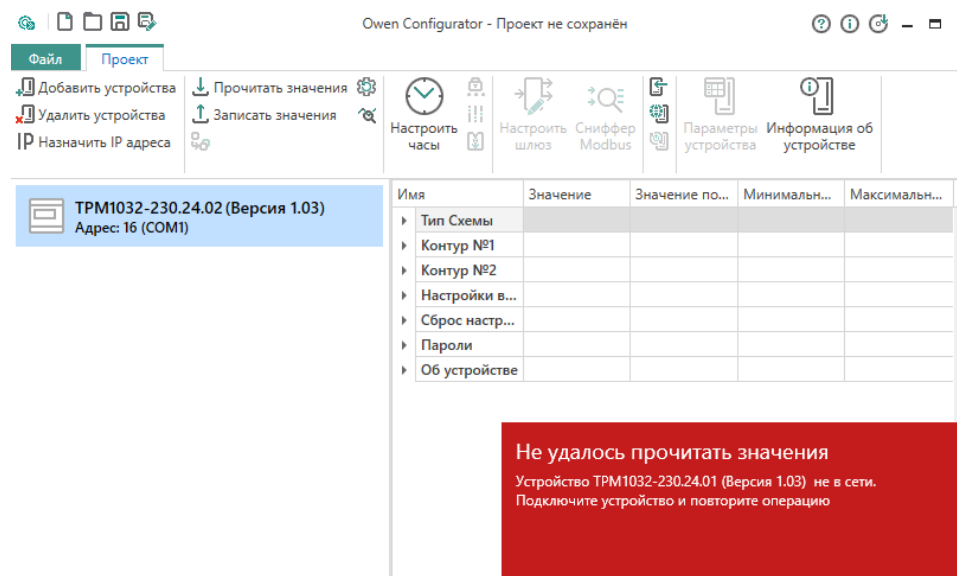 Owen Configurator - Проект не сохранён
Файл Проект
Добавить устройства
Удалить устройства
IP Назначить IP адреса
Прочитать значения
Записать значения
Настроить
часы
Настроить
шлюз
Сниффер
Modbus
Параметры
устройства
Информация об
устройстве
ТРМ1032-230.24.02 (Версия 1.03)
Адрес: 16 (COM1)
Имя Значение Значение по... Минимальн... Максимальн...
Тип Схемы
Контур №1
Контур №2
Настройки в...
Сброс настр...
Пароли
Об устройстве
Не удалось прочитать значения
Устройство ТРМ1032-230.24.01 (Версия 1.03) не в сети.
Подключите устройство и повторите операцию